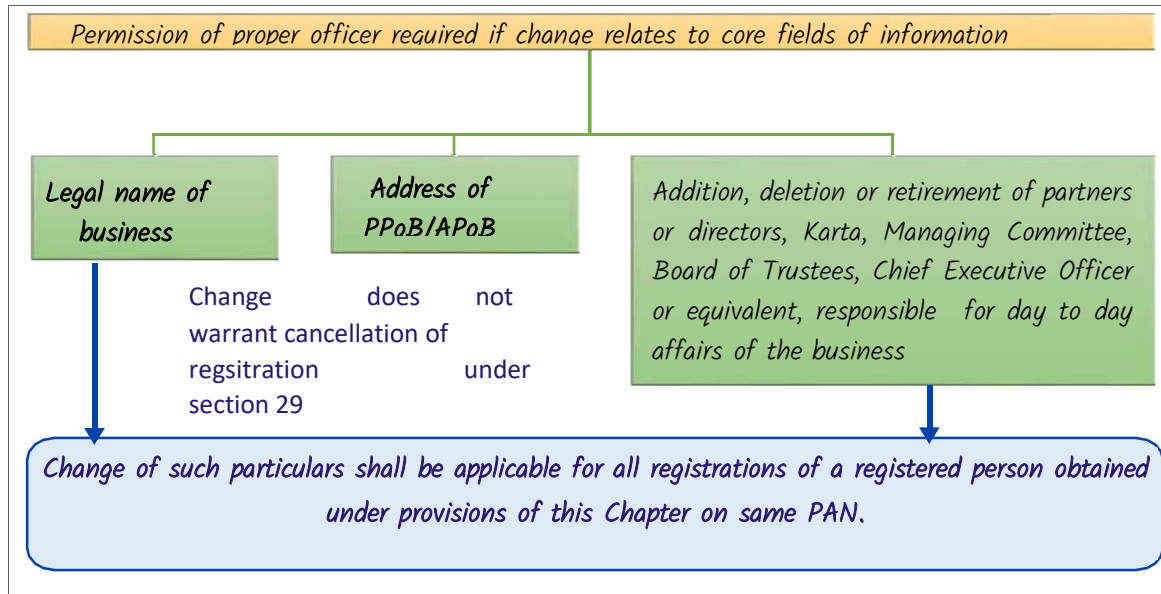 Permission of proper officer required if change relates to core fields of information
Legal name of
business
Address of
PPoB/APoB
Addition, deletion or retirement of partners
or directors, Karta, Managing Committee,
Board of Trustees, Chief Executive Officer
or equivalent, responsible for day to day
affairs of the business
Change does not
warrant cancellation of
regsitration under
section 29
Change of such particulars shall be applicable for all registrations of a registered person obtained
under provisions of this Chapter on same PAN.